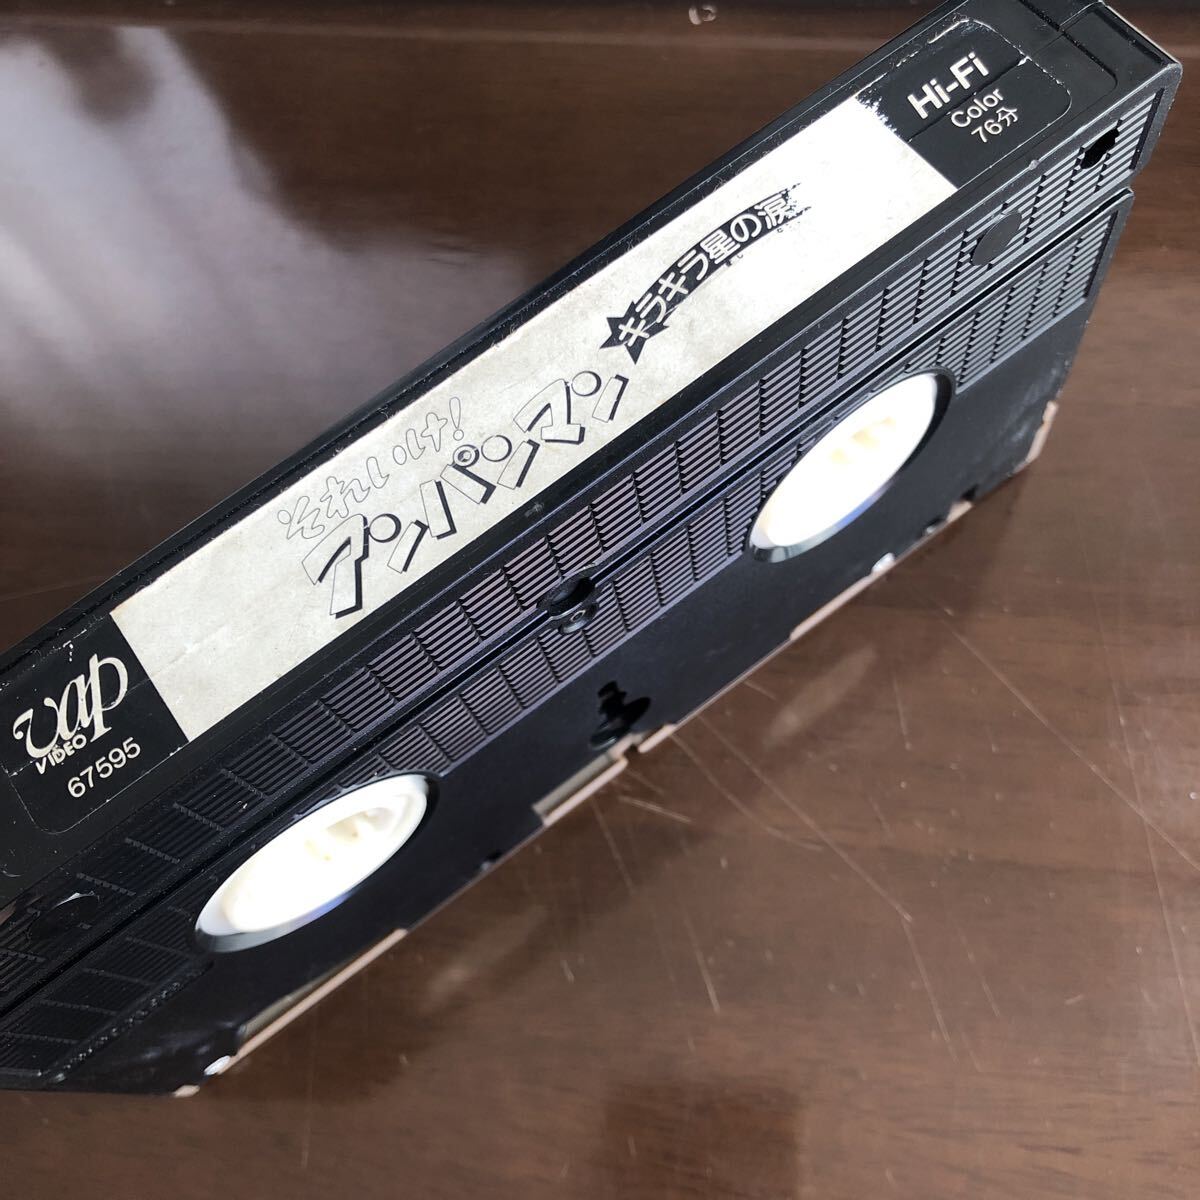 vap
VIDEO
67595
それいけ!
アンパンマン
キラキラ星の涙
Hi-Fi
Color
76分